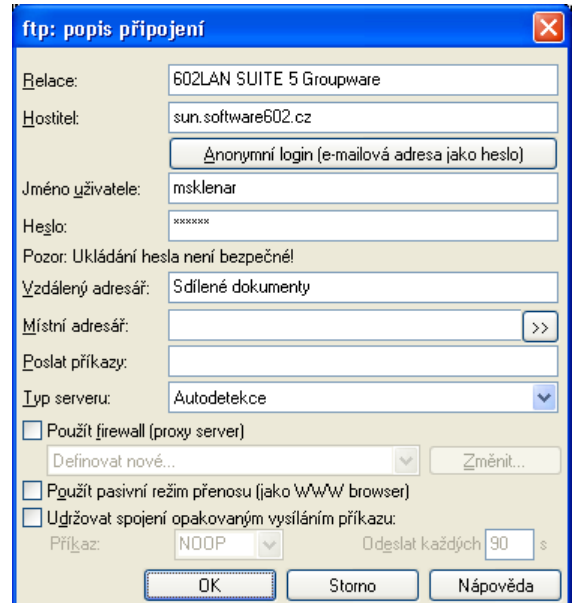 ftp: popis připojení
Relace: 602LAN SUITE 5 Groupware
Hostitel: sun.software602.cz
Anonymní login (e-mailová adresa jako heslo)
Jméno uživatele: msklenar
Heslo: ******
Pozor: Ukládání hesla není bezpečné!
Vzdálený adresář: Sdílené dokumenty
Místní adresář: >>
Poslat příkazy:
Typ serveru: Autodetekce
Použít firewall (proxy server)
Definovat nové... Změnit...
Použít pasivní režim přenosu (jako WWW browser)
Udržovat spojení opakovaným vysíláním příkazu:
Příkaz: NOOP Odeslat každých 90 s
OK Storno Nápověda